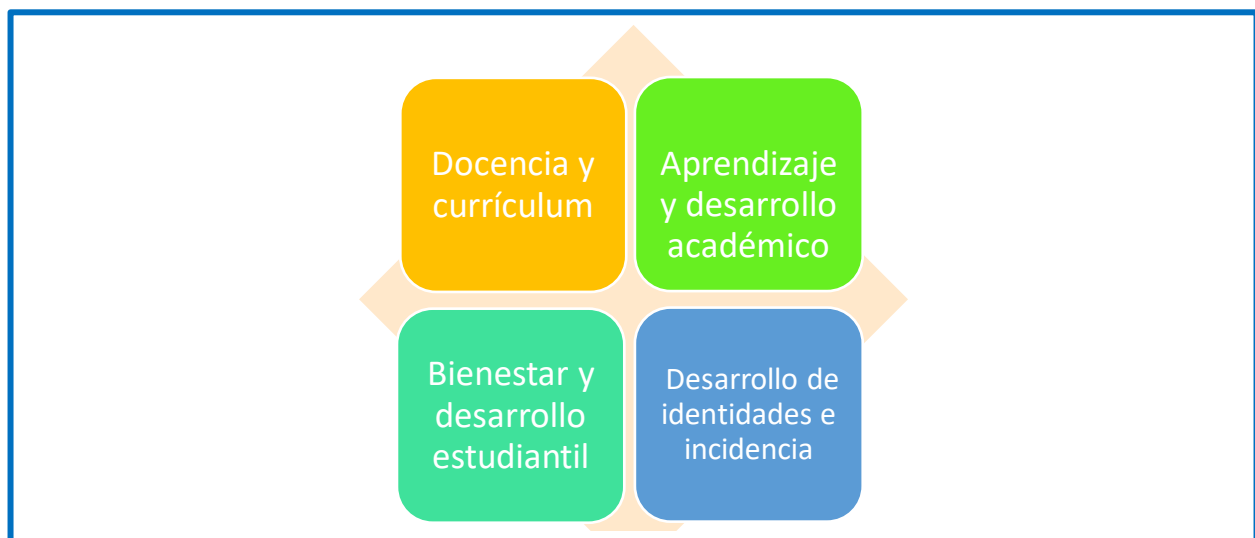 Docencia y
currículum
Aprendizaje
y desarrollo
académico
Bienestar y
desarrollo
estudiantil
Desarrollo de
identidades e
incidencia